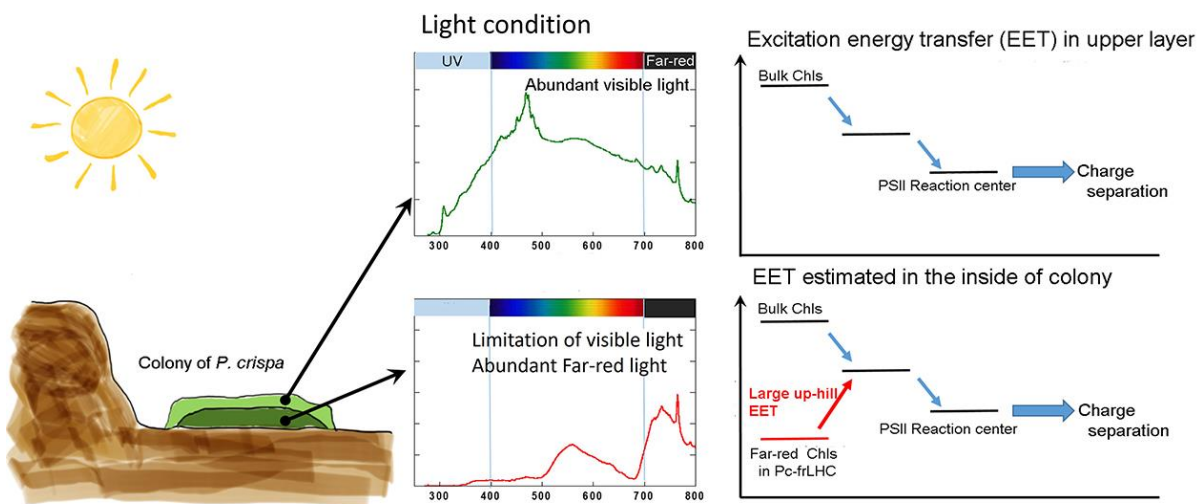 Light condition
UV
Far-red
Abundant visible light
300 400 500 600 700 800
Excitation energy transfer (EET) in upper layer
Bulk Chls
PSII Reaction center
Charge
separation
Colony of P. crispa
Limitation of visible light
Abundant Far-red light
300 400 500 600 700 800
EET estimated in the inside of colony
Bulk Chls
Large up-hill
EET
PSII Reaction center
Charge
separation
Far-red Chls
in Pc-frLHC